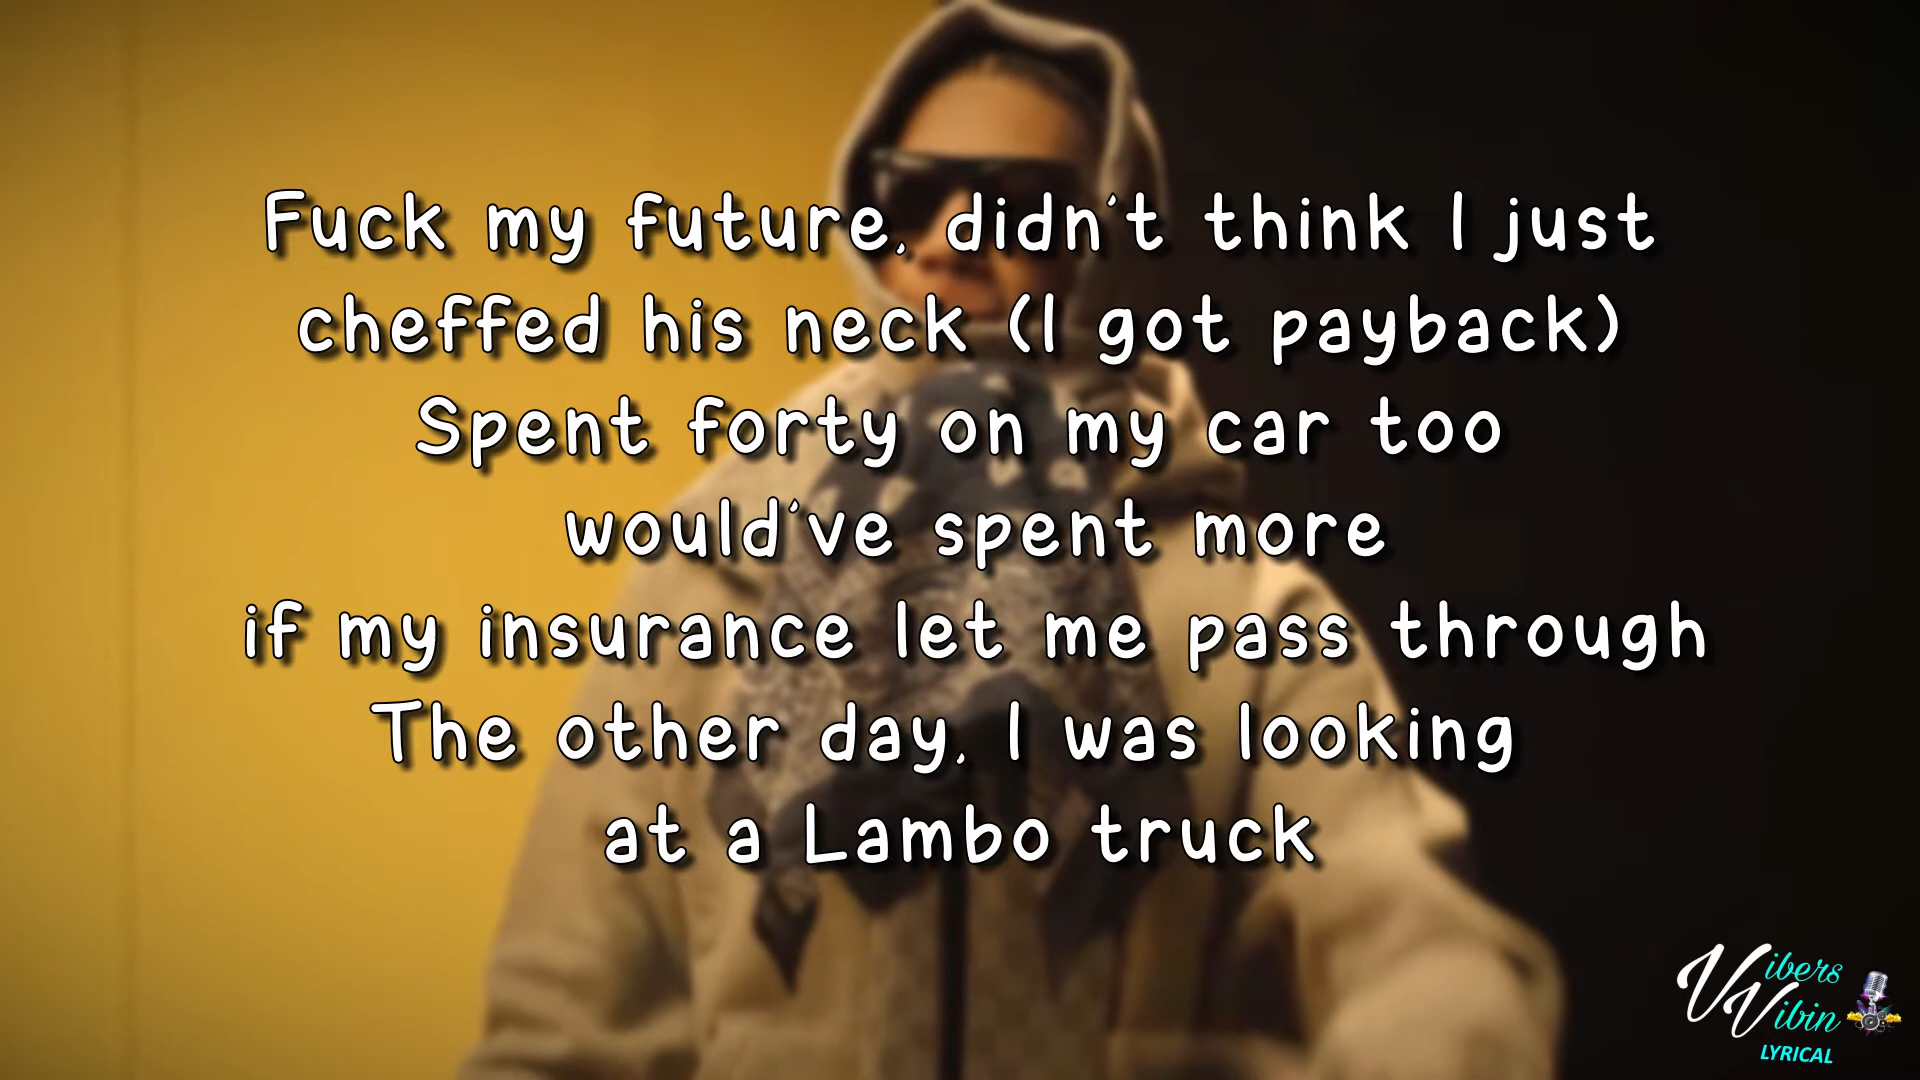 Fuck my future, didn't think I just
cheffed his neck (I got payback)
Spent forty on my car too
would've spent more
if my insurance let me pass through
The other day, I was looking
at a Lambo truck
Vibers
Vibin
LYRICAL